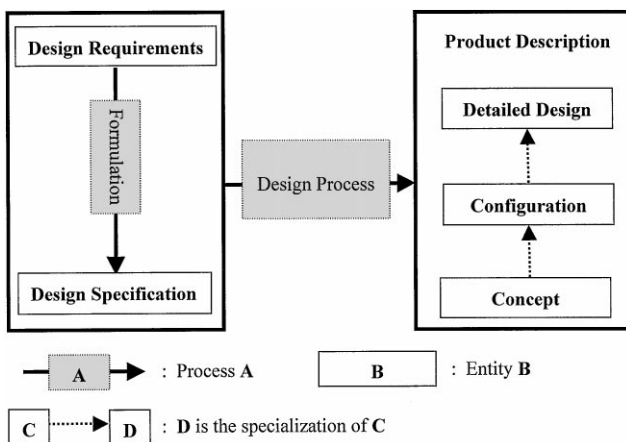 Design Requirements
Formulation
Design Specification
Design Process
Product Description
Detailed Design
Configuration
Concept
A : Process A
B : Entity B
C D : D is the specialization of C